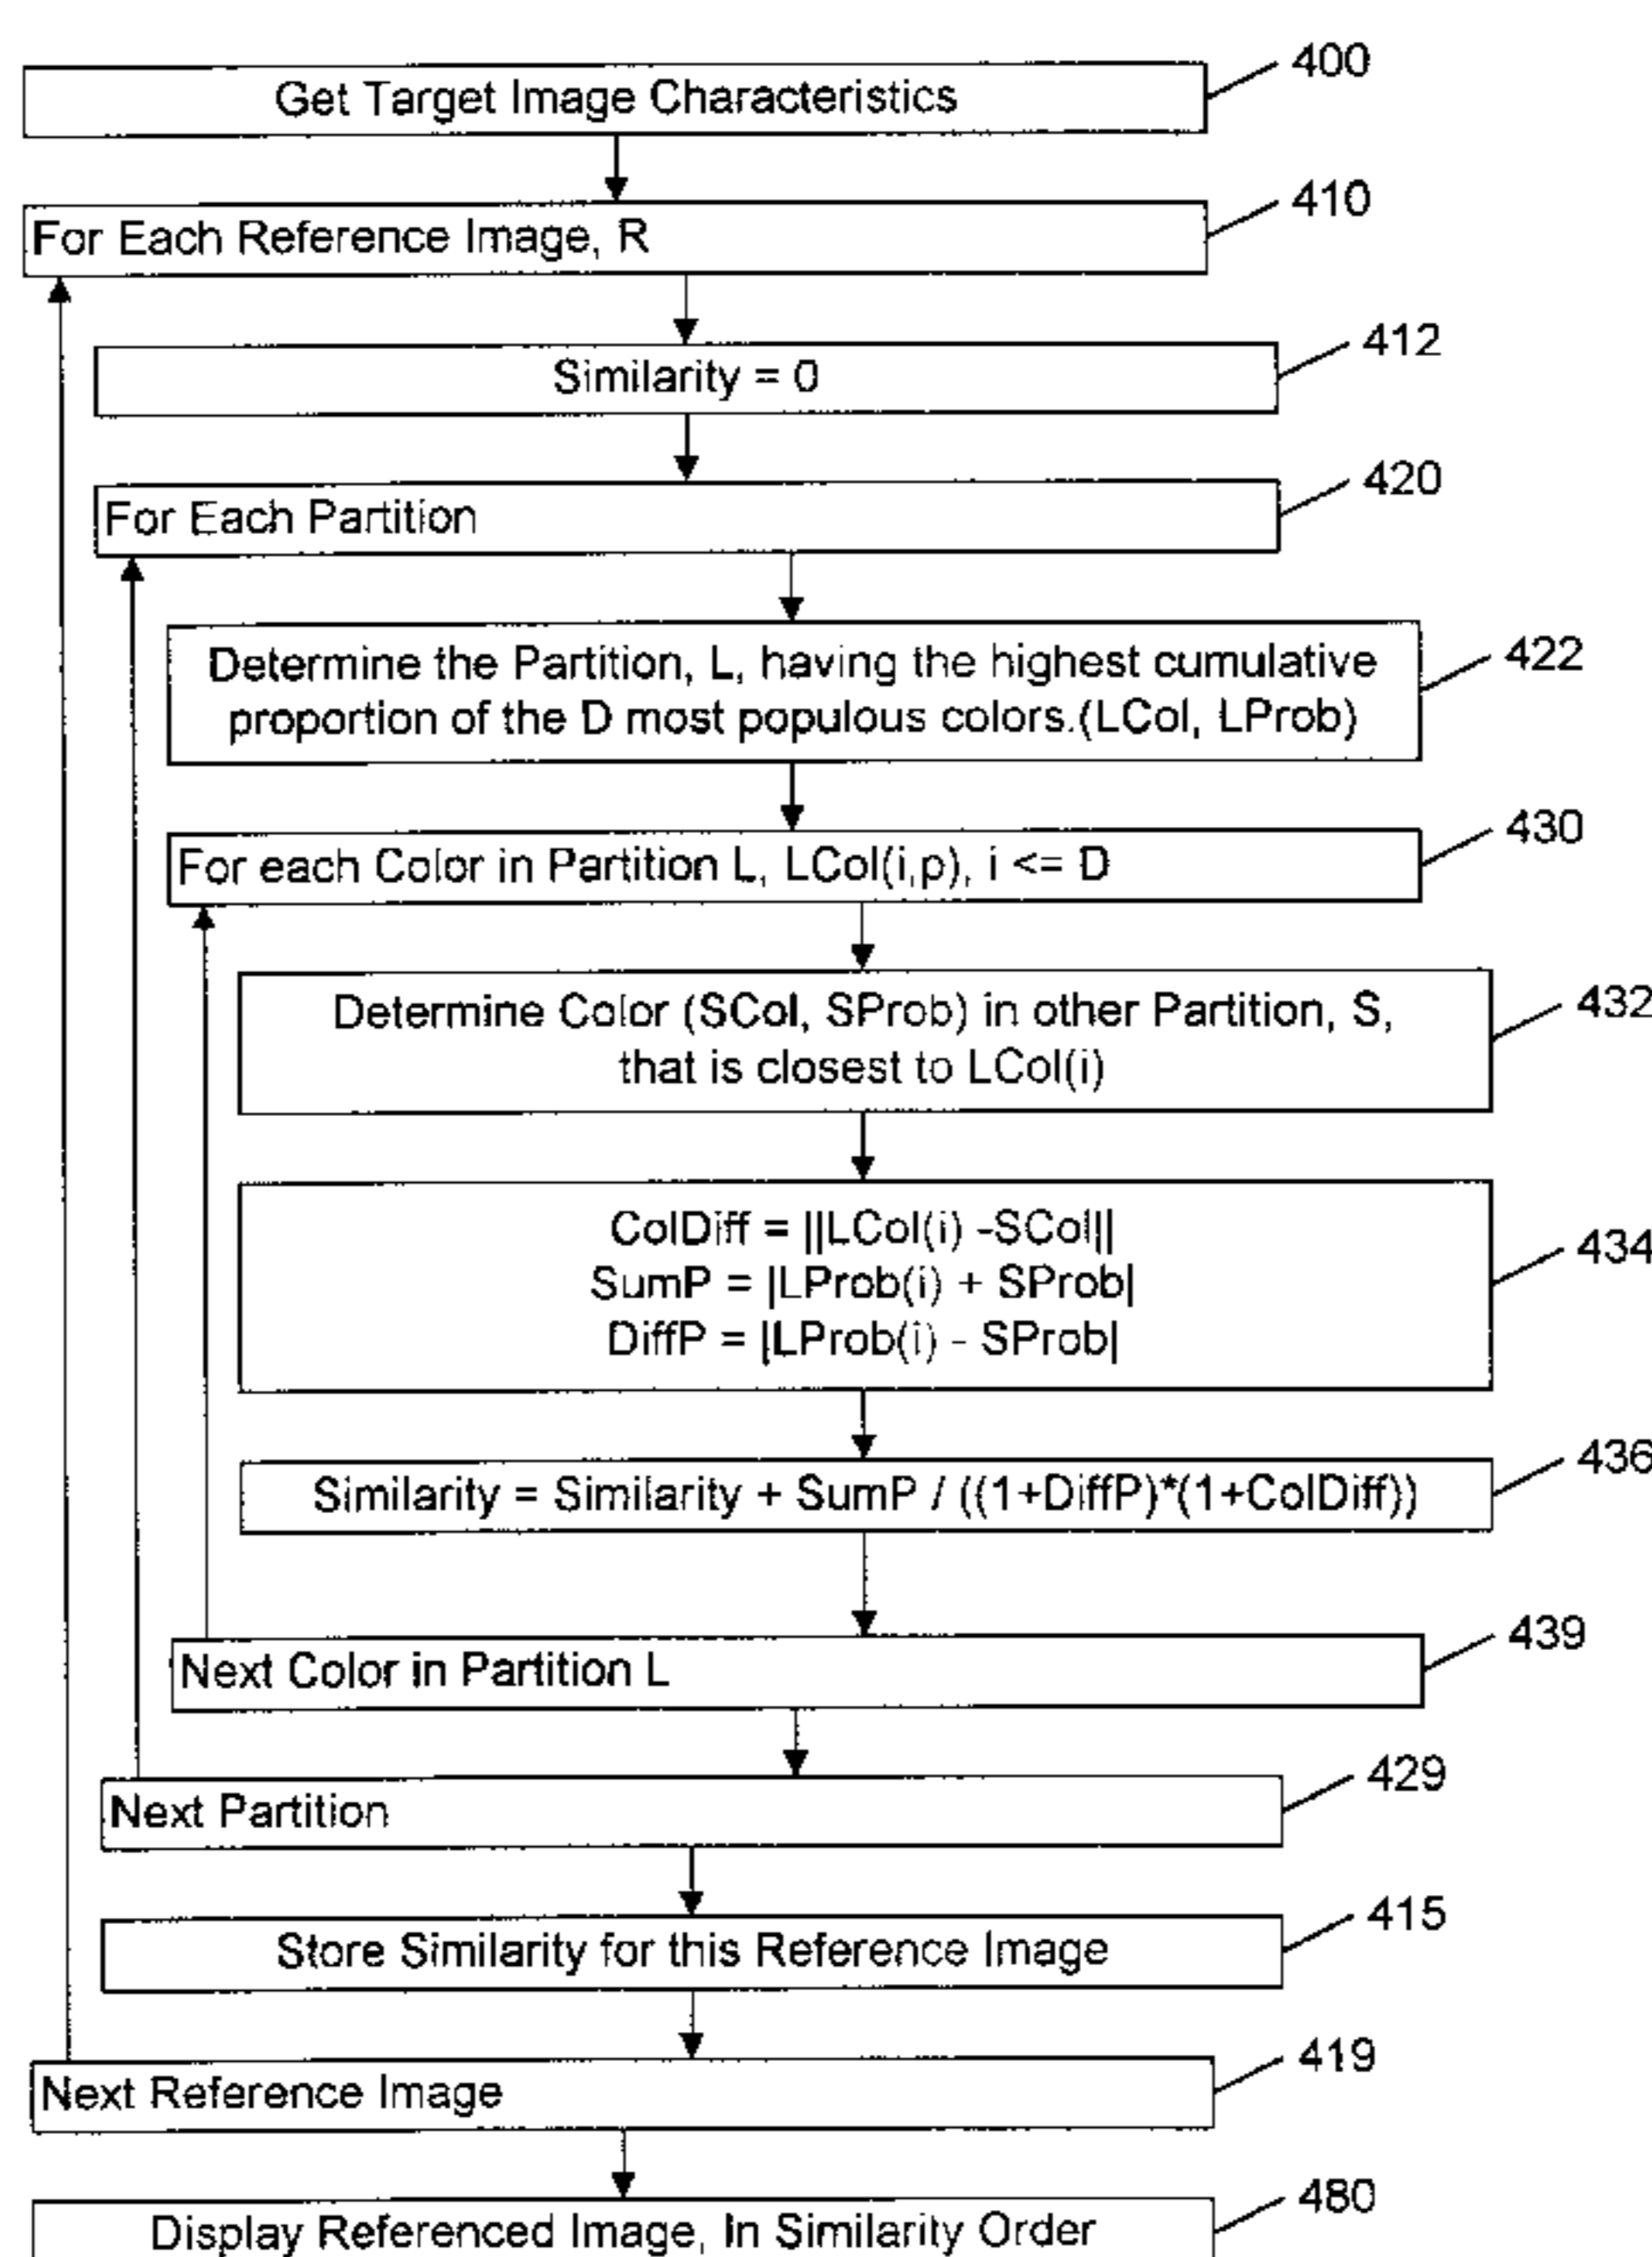 Get Target Image Characteristics
400
For Each Reference Image, R
410
Similarity = 0
412
For Each Partition
420
Determine the Partition, L, having the highest cumulative
proportion of the D most populous colors.(LCol, LProb)
422
For each Color in Partition L, LCol(i,p), i <= D
430
Determine Color (SCol, SProb) in other Partition, S,
that is closest to LCol(i)
432
ColDiff = ||LCol(i) -SCol||
SumP = |LProb(i) + SProb|
DiffP = |LProb(i) - SProb|
434
Similarity = Similarity + SumP / ((1+DiffP)*(1+ColDiff))
436
Next Color in Partition L
439
Next Partition
429
Store Similarity for this Reference Image
415
Next Reference Image
419
Display Referenced Image, In Similarity Order
480